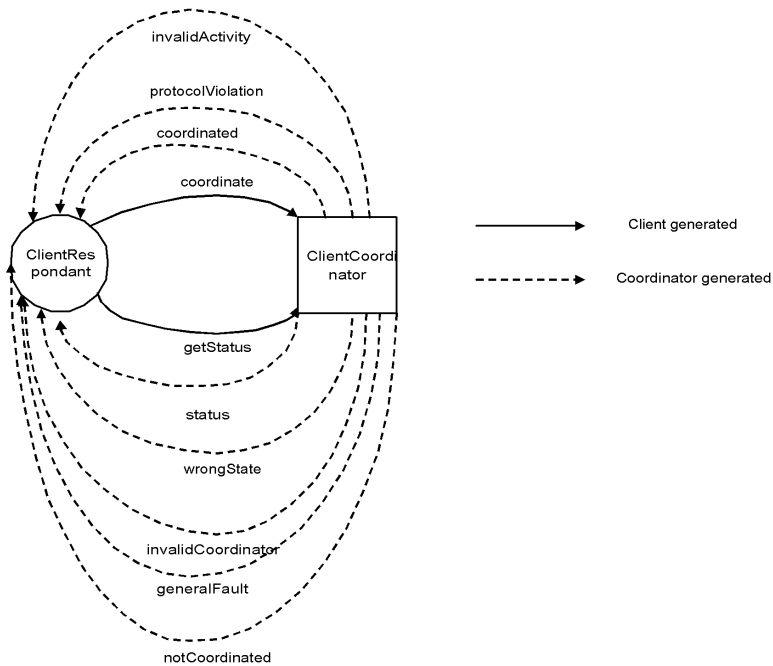 invalidActivity
protocolViolation
coordinated
coordinate
ClientRes
pondant
ClientCoordi
nator
Client generated
Coordinator generated
getStatus
status
wrongState
invalidCoordinator
generalFault
notCoordinated